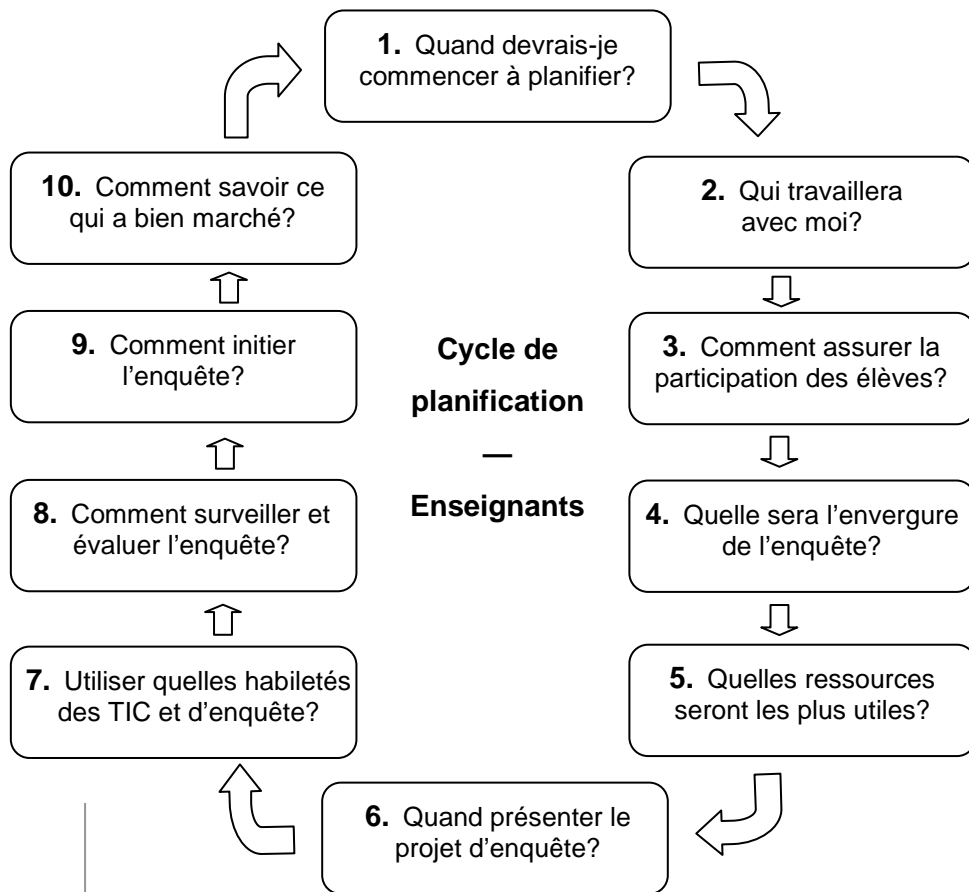 1. Quand devrais-je
commencer à planifier?
2. Qui travaillera
avec moi?
3. Comment assurer la
participation des élèves?
4. Quelle sera l’envergure
de l’enquête?
5. Quelles ressources
seront les plus utiles?
6. Quand présenter le
projet d’enquête?
7. Utiliser quelles habiletés
des TIC et d’enquête?
8. Comment surveiller et
évaluer l’enquête?
9. Comment initier
l’enquête?
10. Comment savoir ce
qui a bien marché?
Cycle de
planification
—
Enseignants